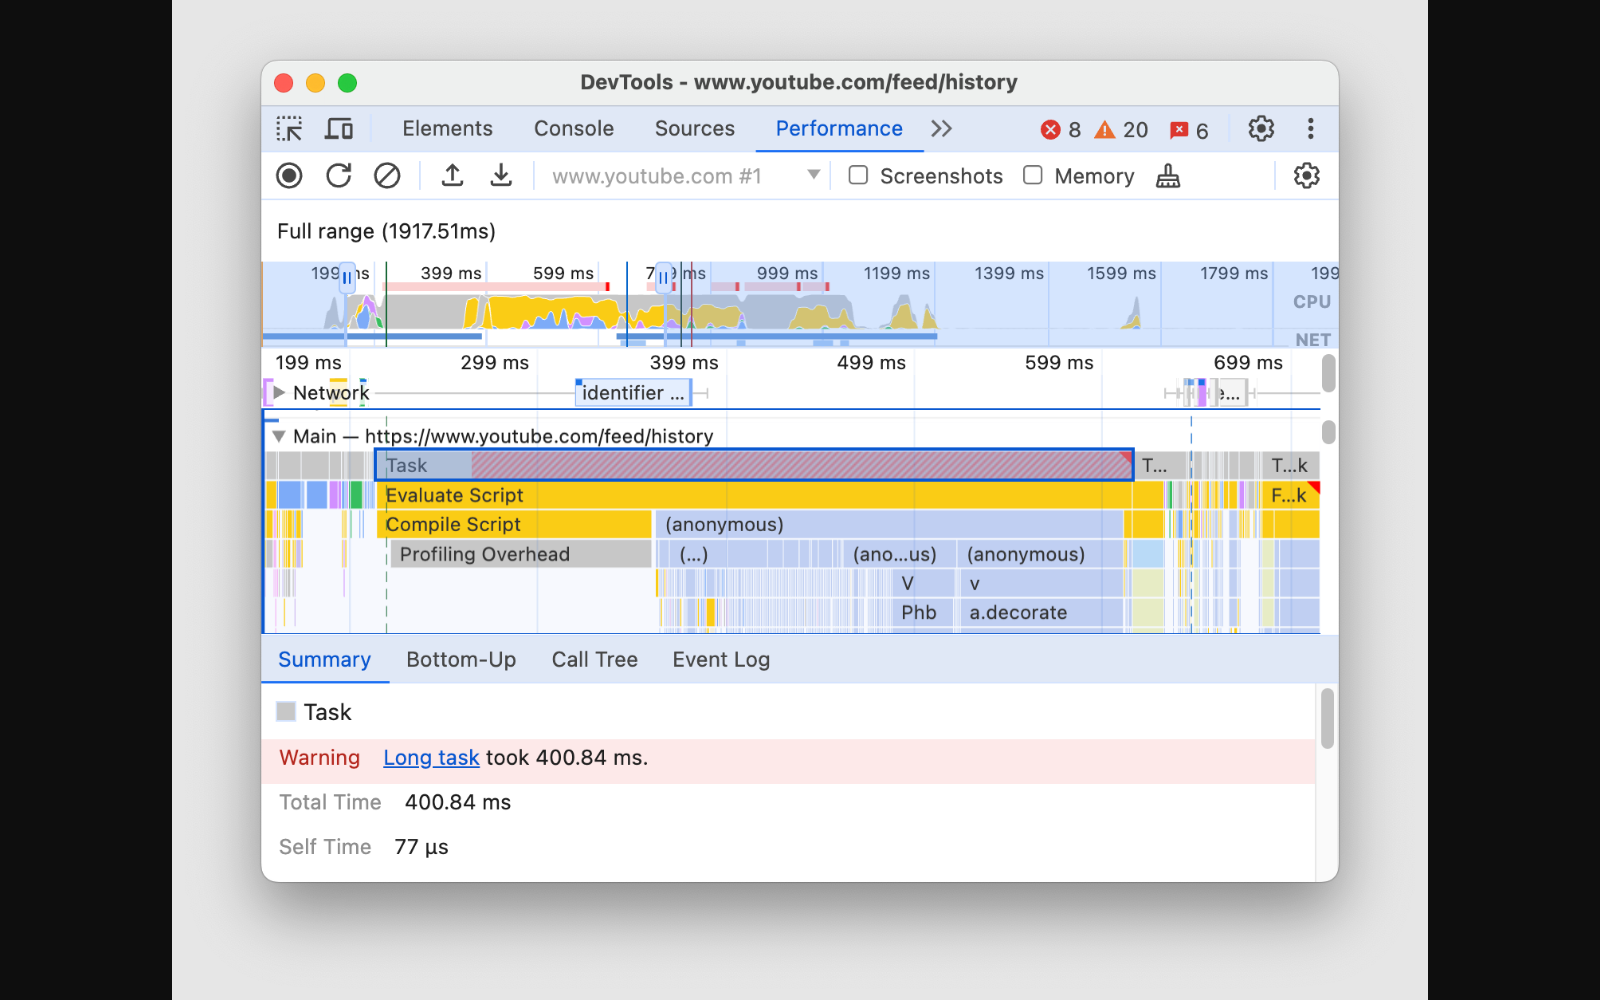 DevTools - www.youtube.com/feed/history
Elements Console Sources Performance 8 20 6
www.youtube.com #1 Screenshots Memory
Full range (1917.51ms)
399 ms 599 ms 999 ms 1199 ms 1399 ms 1599 ms 1799 ms
CPU
NET
199 ms 299 ms 399 ms 499 ms 599 ms 699 ms
Network identifier ...
Main — https://www.youtube.com/feed/history
Task T... T...k
Evaluate Script F...k
Compile Script (anonymous)
Profiling Overhead (...) (ano...us) (anonymous)
V v
Phb a.decorate
Summary Bottom-Up Call Tree Event Log
Task
Warning Long task took 400.84 ms.
Total Time 400.84 ms
Self Time 77 µs